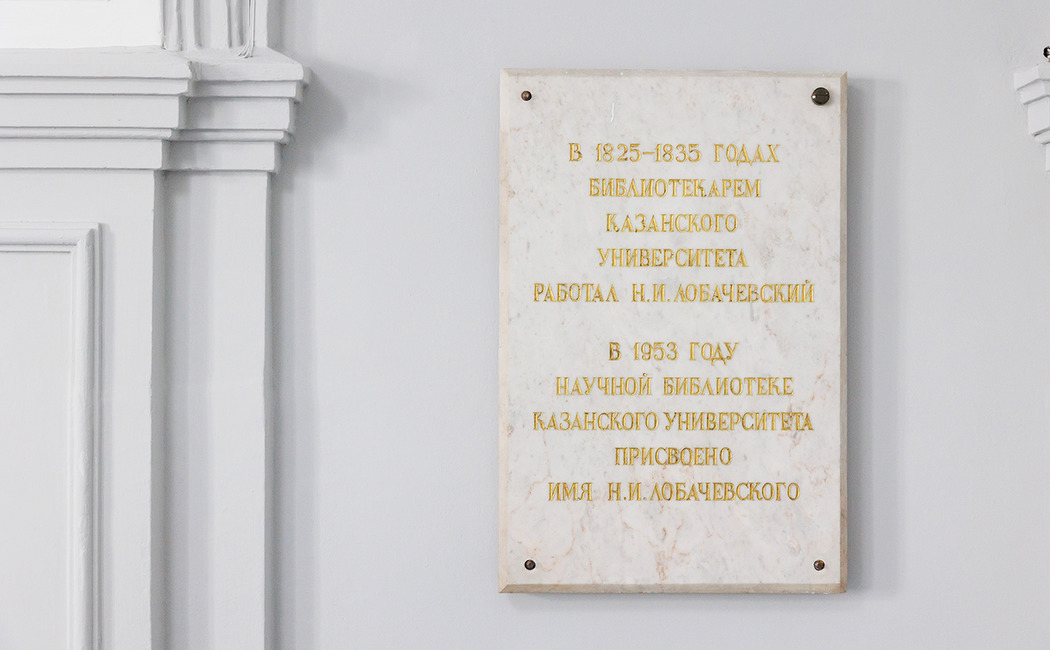 В 1825–1835 ГОДАХ
БИБЛИОТЕКАРЕМ
КАЗАНСКОГО
УНИВЕРСИТЕТА
РАБОТАЛ Н.И. ЛОБАЧЕВСКИЙ
В 1953 ГОДУ
НАУЧНОЙ БИБЛИОТЕКЕ
КАЗАНСКОГО УНИВЕРСИТЕТА
ПРИСВОЕНО
ИМЯ Н.И. ЛОБАЧЕВСКОГО